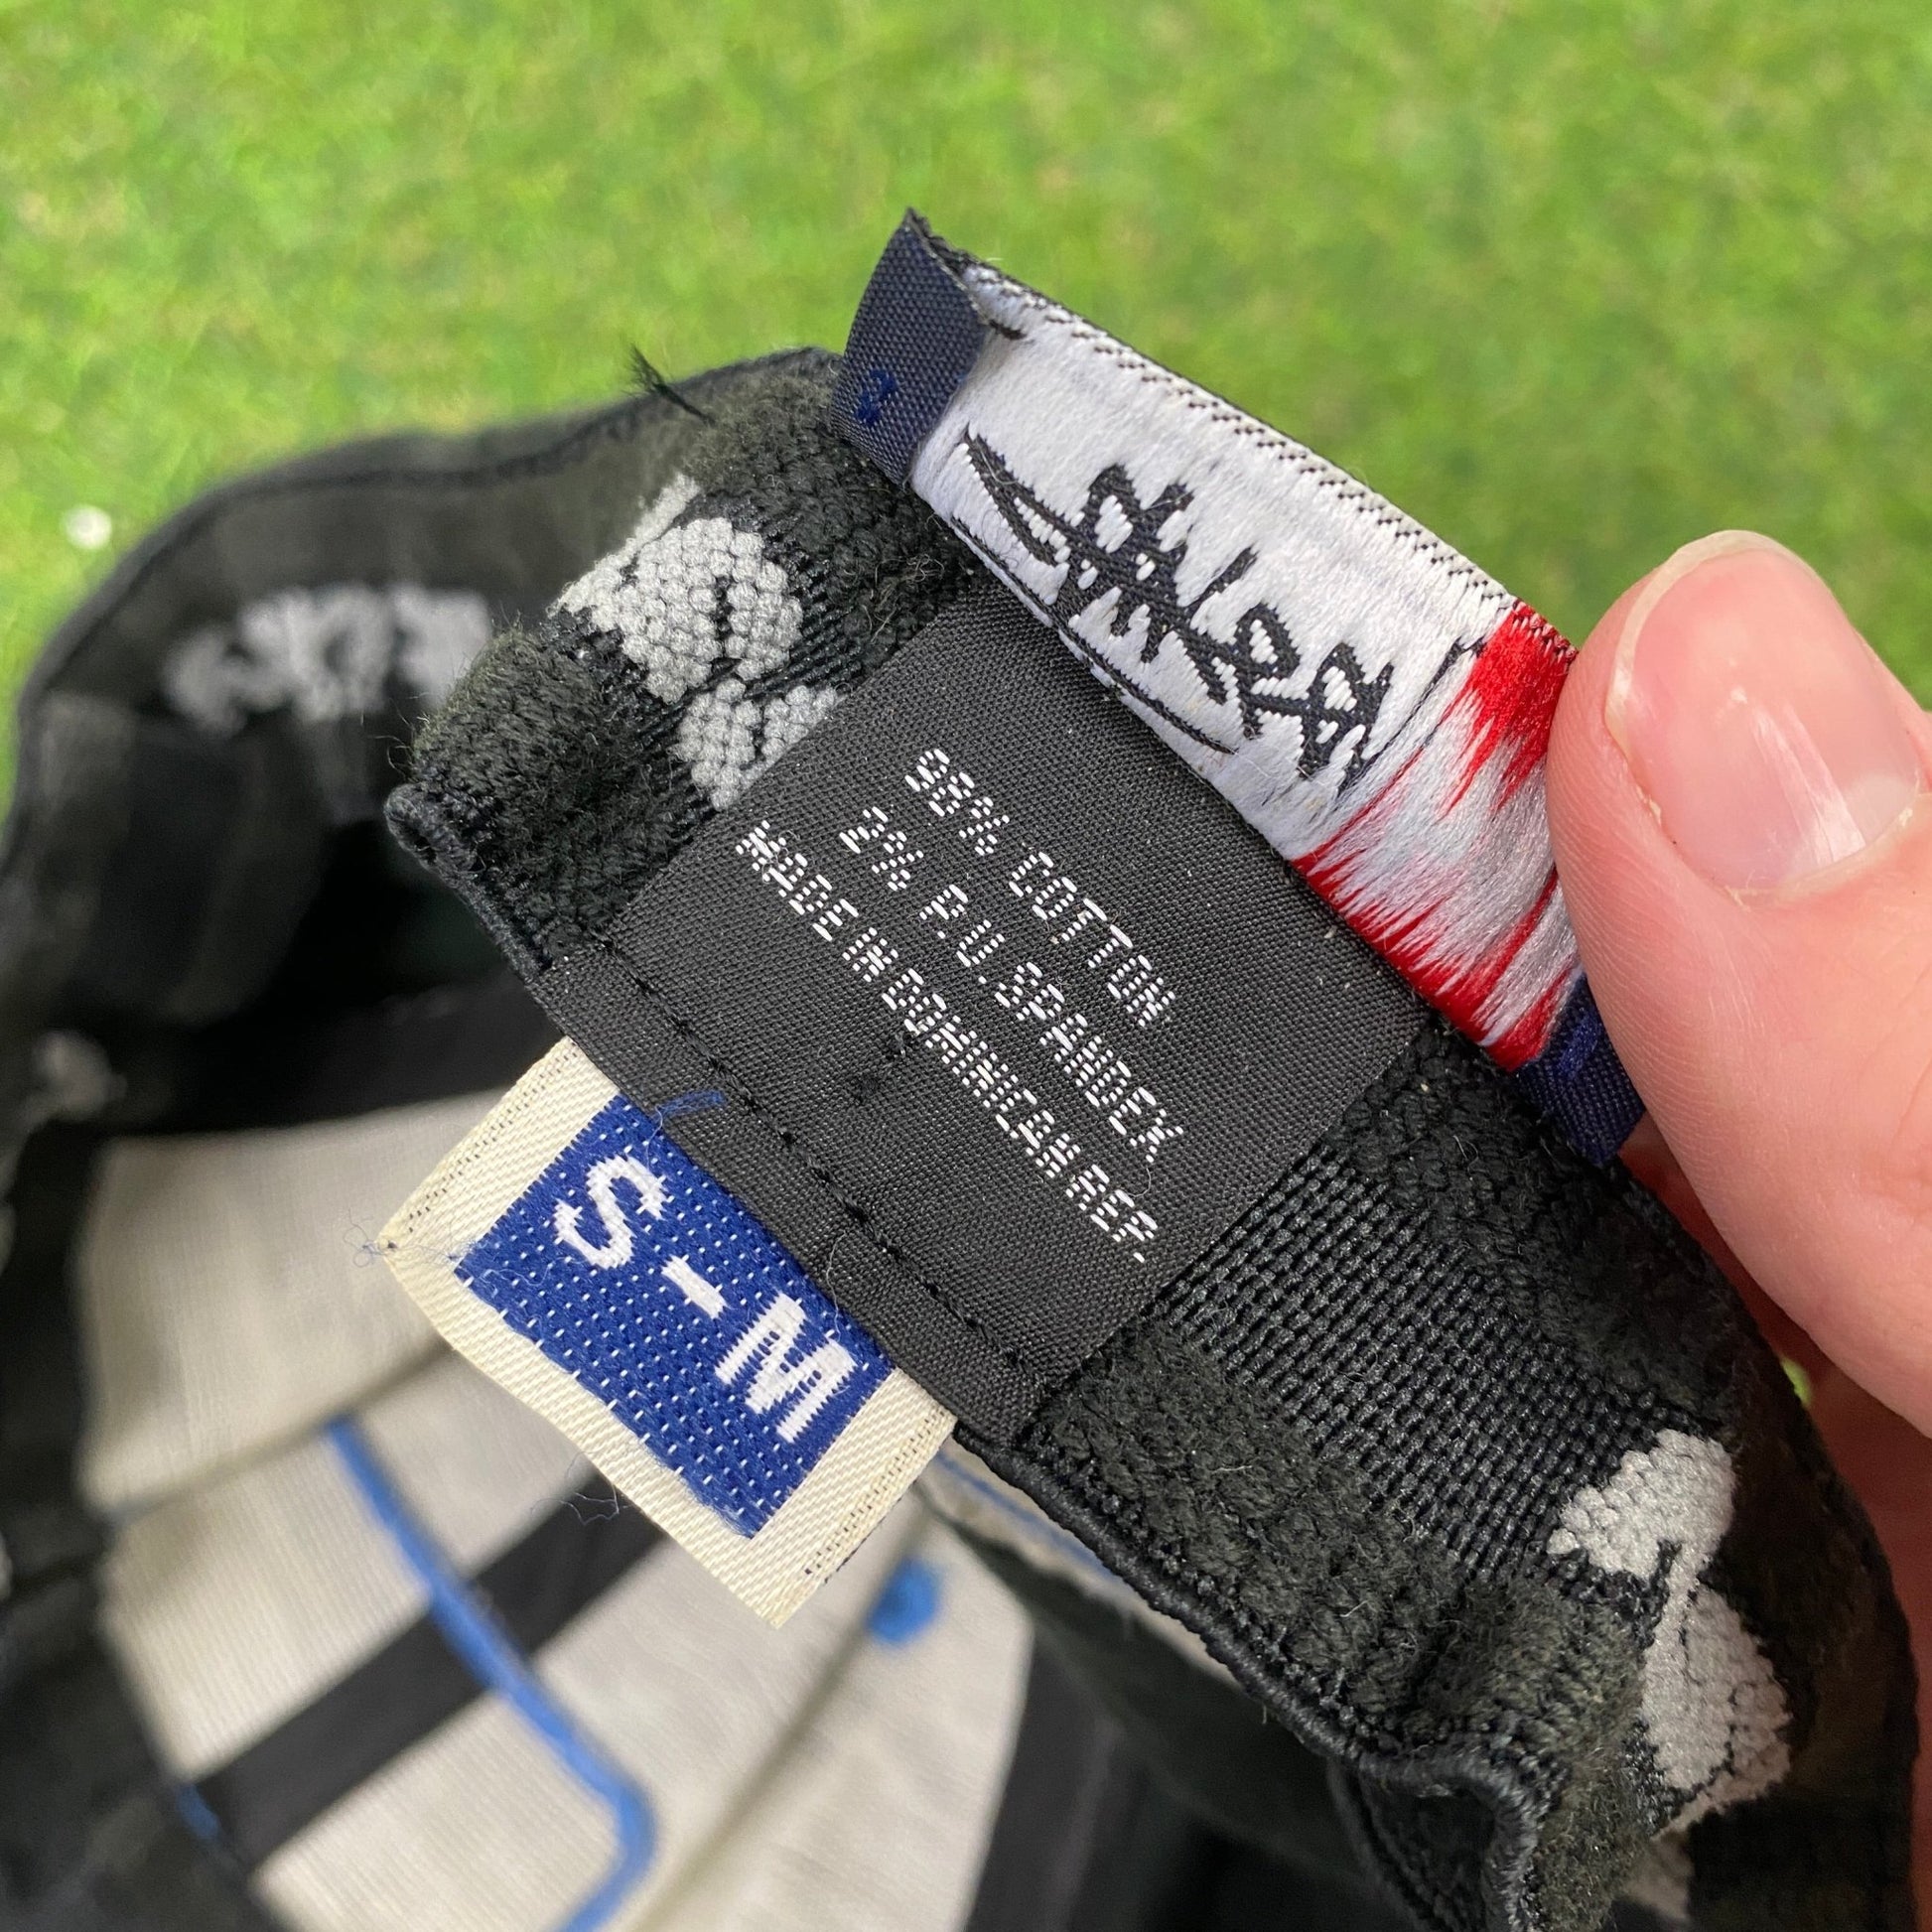 98% COTTON
2% P.U. SPANDEX
MADE IN DOMINICAN REP.
S-M